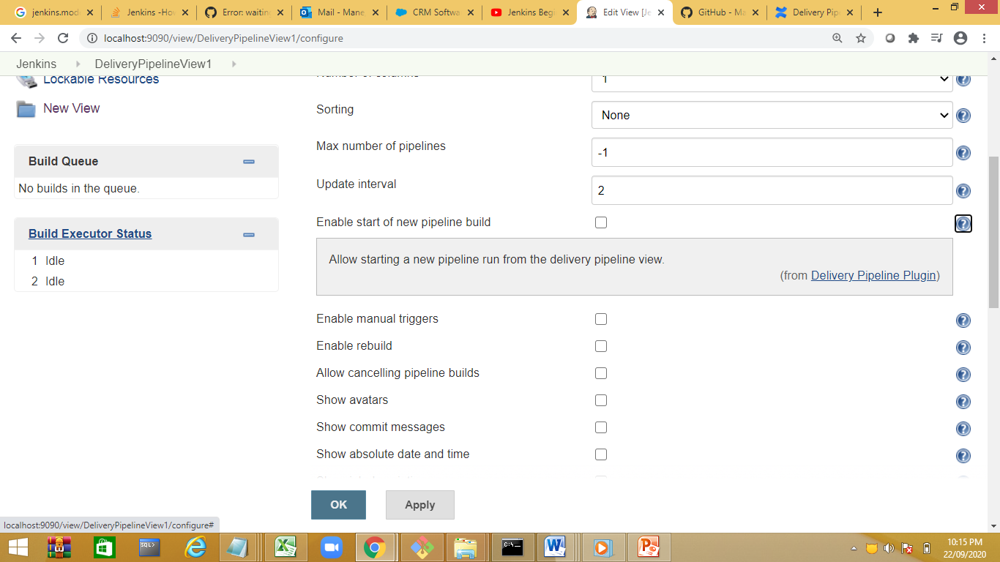 jenkins.mod
Jenkins -Ho
Error: waitin
Mail - Mane
CRM Softwa
Jenkins Begi
Edit View [Je
GitHub - Ma
Delivery Pip
localhost:9090/view/DeliveryPipelineView1/configure
Jenkins
DeliveryPipelineView1
Lockable Resources
New View
Build Queue
No builds in the queue.
Build Executor Status
1 Idle
2 Idle
Number of columns
1
Sorting
None
Max number of pipelines
-1
Update interval
2
Enable start of new pipeline build
Allow starting a new pipeline run from the delivery pipeline view.
(from Delivery Pipeline Plugin)
Enable manual triggers
Enable rebuild
Allow cancelling pipeline builds
Show avatars
Show commit messages
Show absolute date and time
OK
Apply
localhost:9090/view/DeliveryPipelineView1/configure#
10:15 PM
22/09/2020